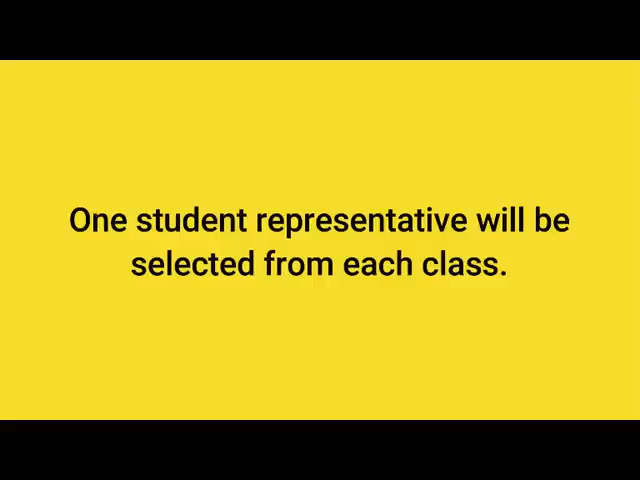 One student representative will be
selected from each class.